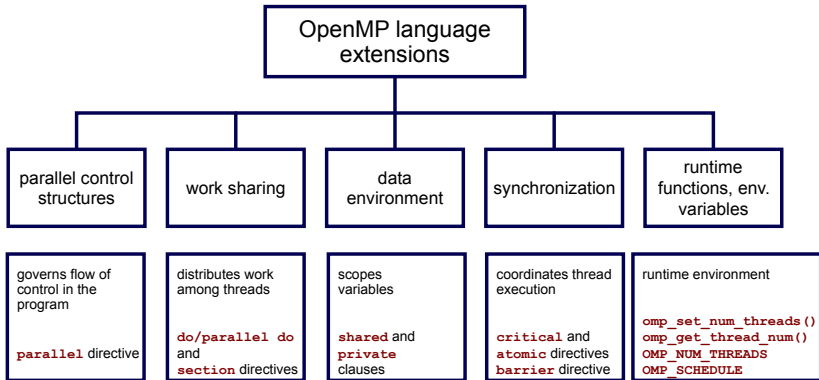 OpenMP language
extensions
parallel control
structures
work sharing
data
environment
synchronization
runtime
functions, env.
variables
governs flow of
control in the
program
parallel directive
distributes work
among threads
do/parallel do
and
section directives
scopes
variables
shared and
private
clauses
coordinates thread
execution
critical and
atomic directives
barrier directive
runtime environment
omp_set_num_threads()
omp_get_thread_num()
OMP_NUM_THREADS
OMP_SCHEDULE